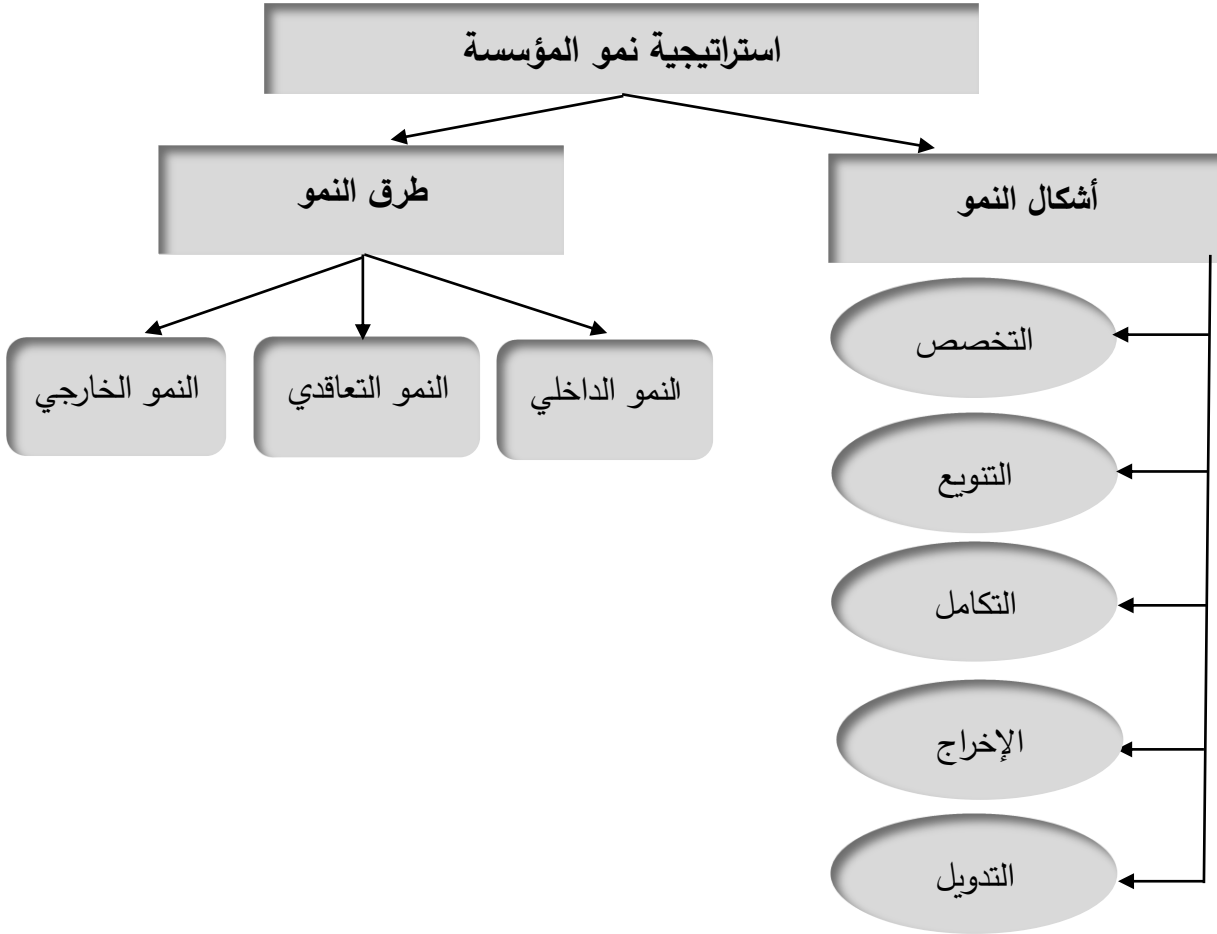 استراتيجية نمو المؤسسة
أشكال النمو
طرق النمو
التخصص
التنويع
التكامل
الإخراج
التدويل
النمو الداخلي
النمو التعاقدي
النمو الخارجي